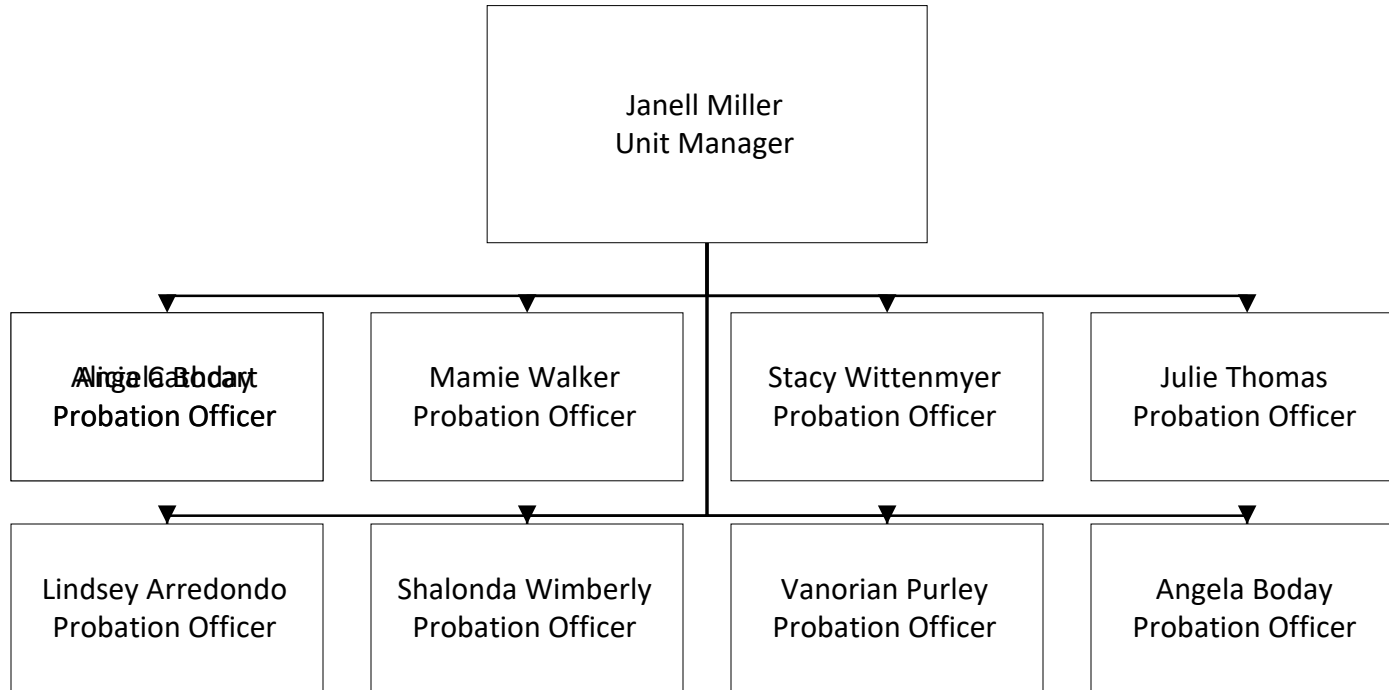 Janell Miller
Unit Manager
Probation Officer
Mamie Walker
Probation Officer
Stacy Wittenmyer
Probation Officer
Julie Thomas
Probation Officer
Lindsey Arredondo
Probation Officer
Shalonda Wimberly
Probation Officer
Vanorian Purley
Probation Officer
Angela Boday
Probation Officer